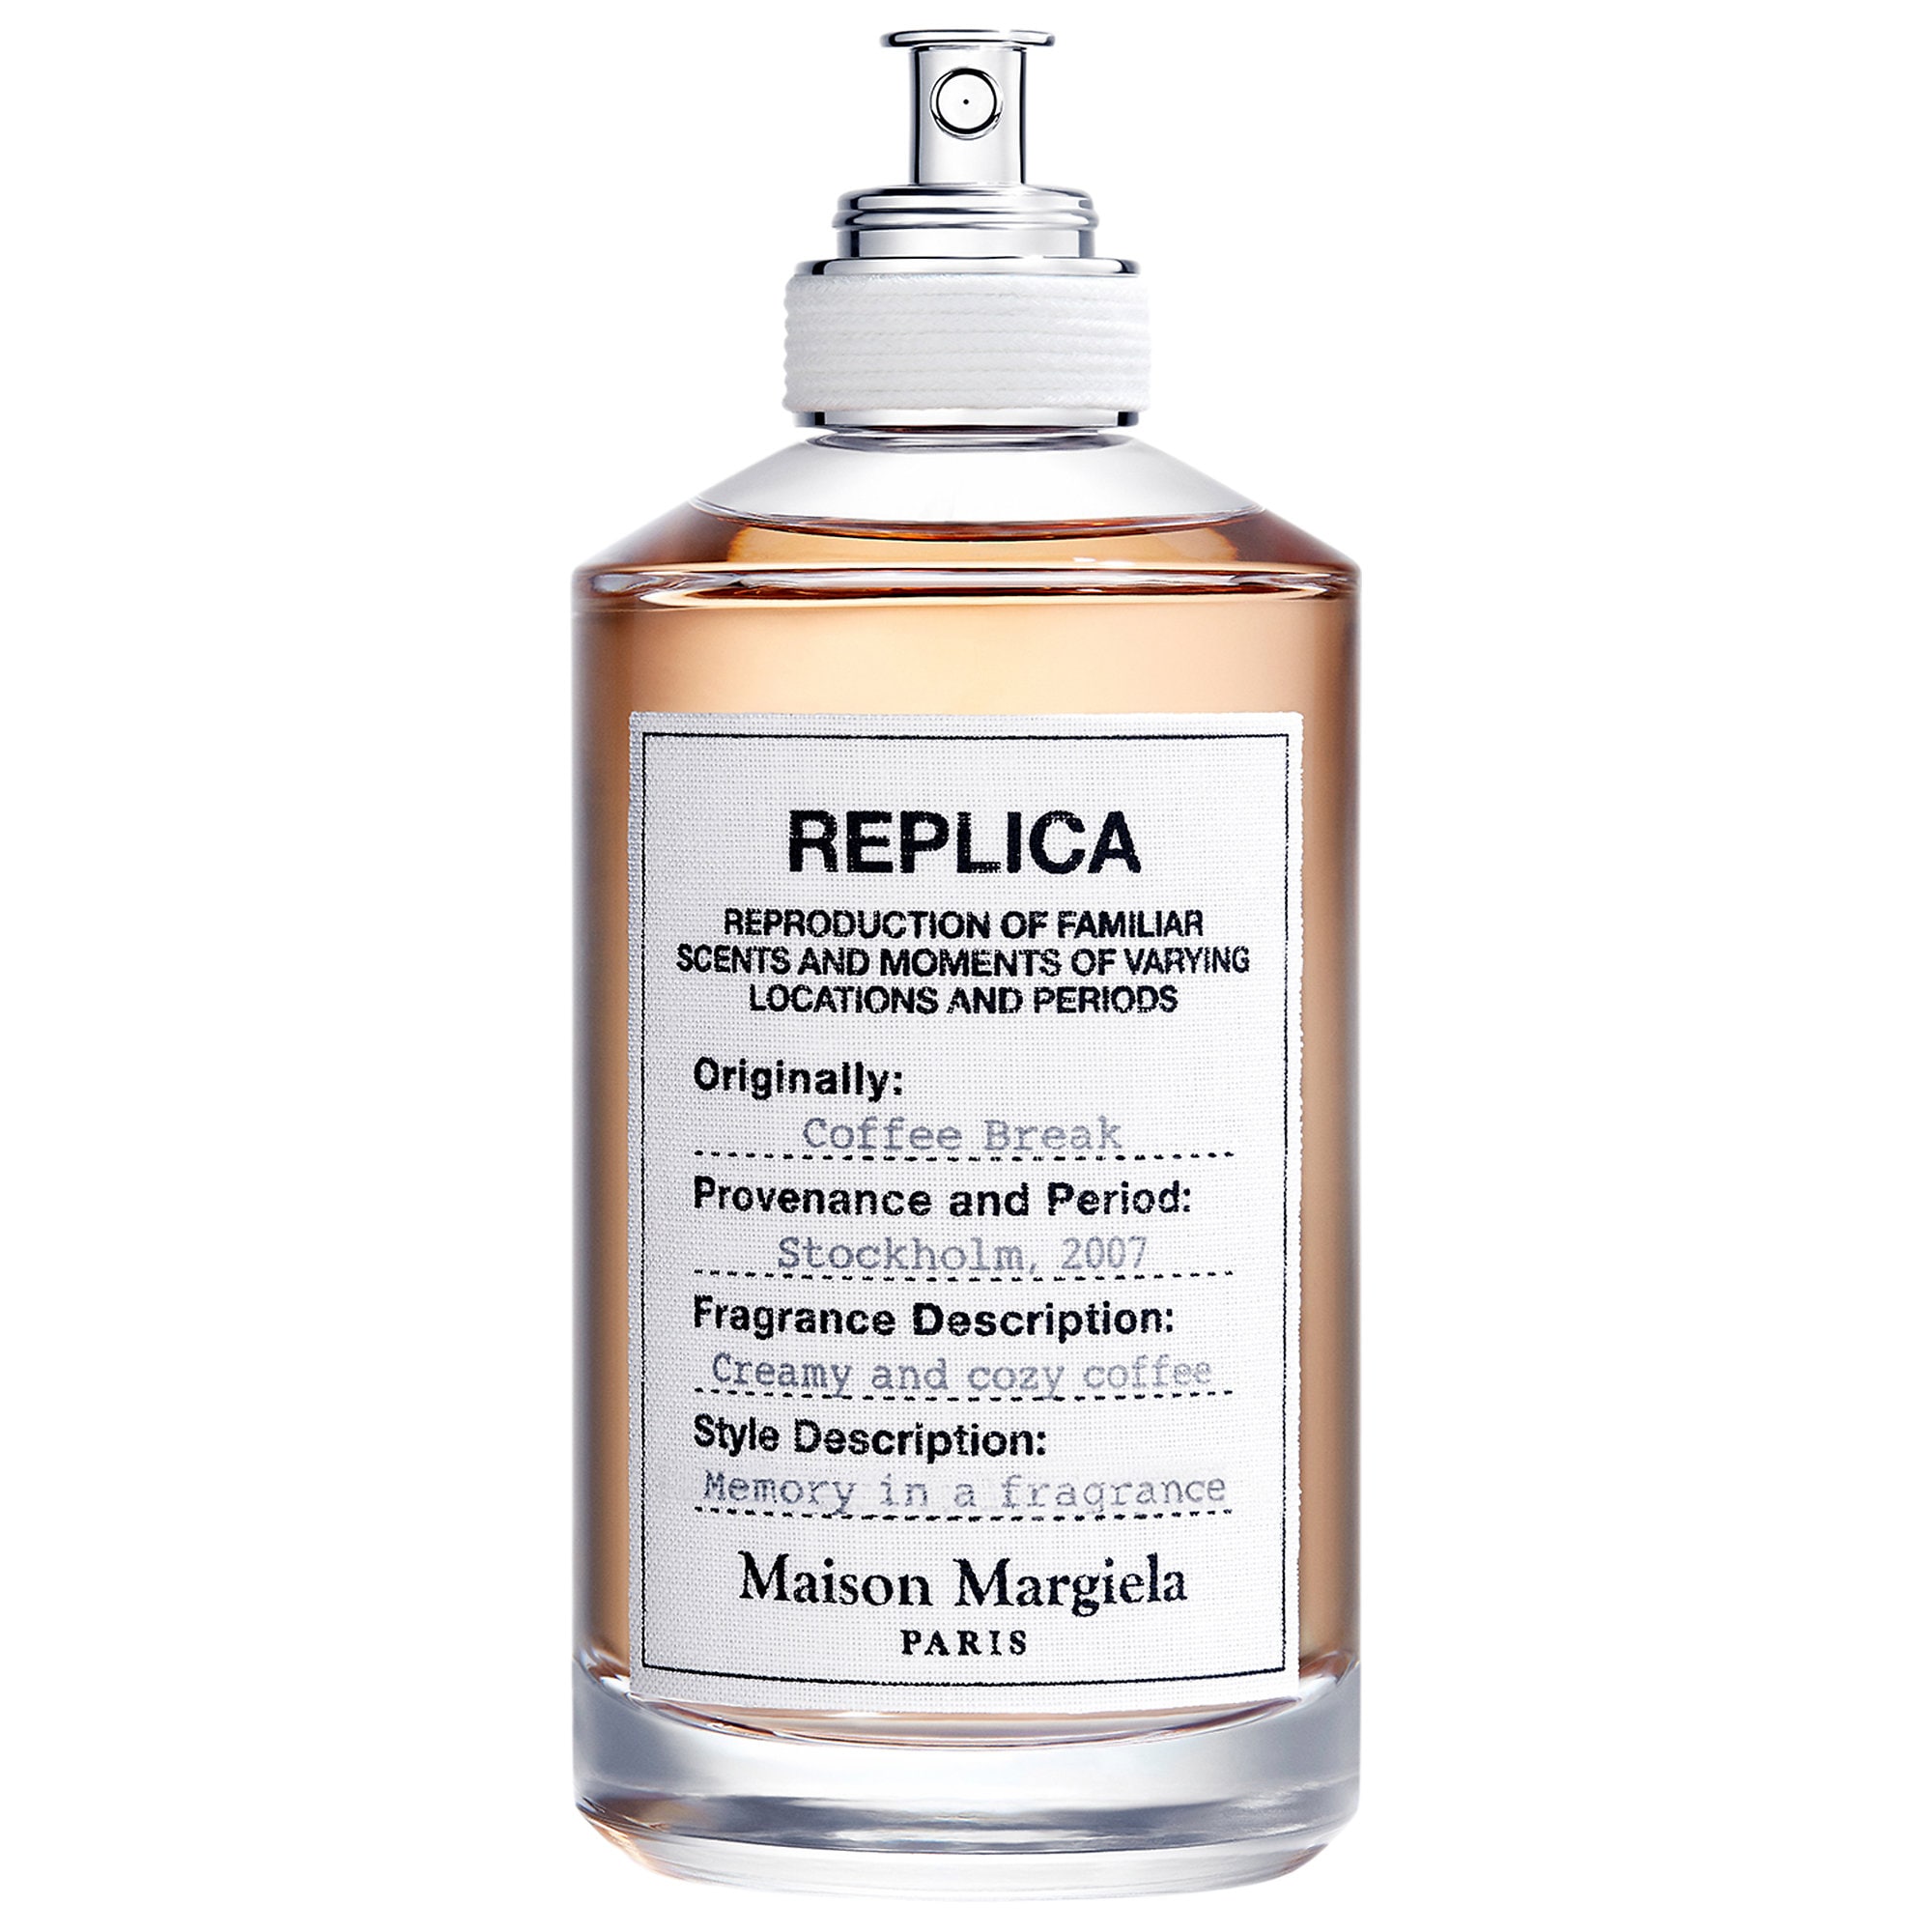 REPLICA
REPRODUCTION OF FAMILIAR
SCENTS AND MOMENTS OF VARYING
LOCATIONS AND PERIODS
Originally:
Coffee Break
Provenance and Period:
Stockholm, 2007
Fragrance Description:
Creamy and cozy coffee
Style Description:
Memory in a fragrance
Maison Margiela
PARIS